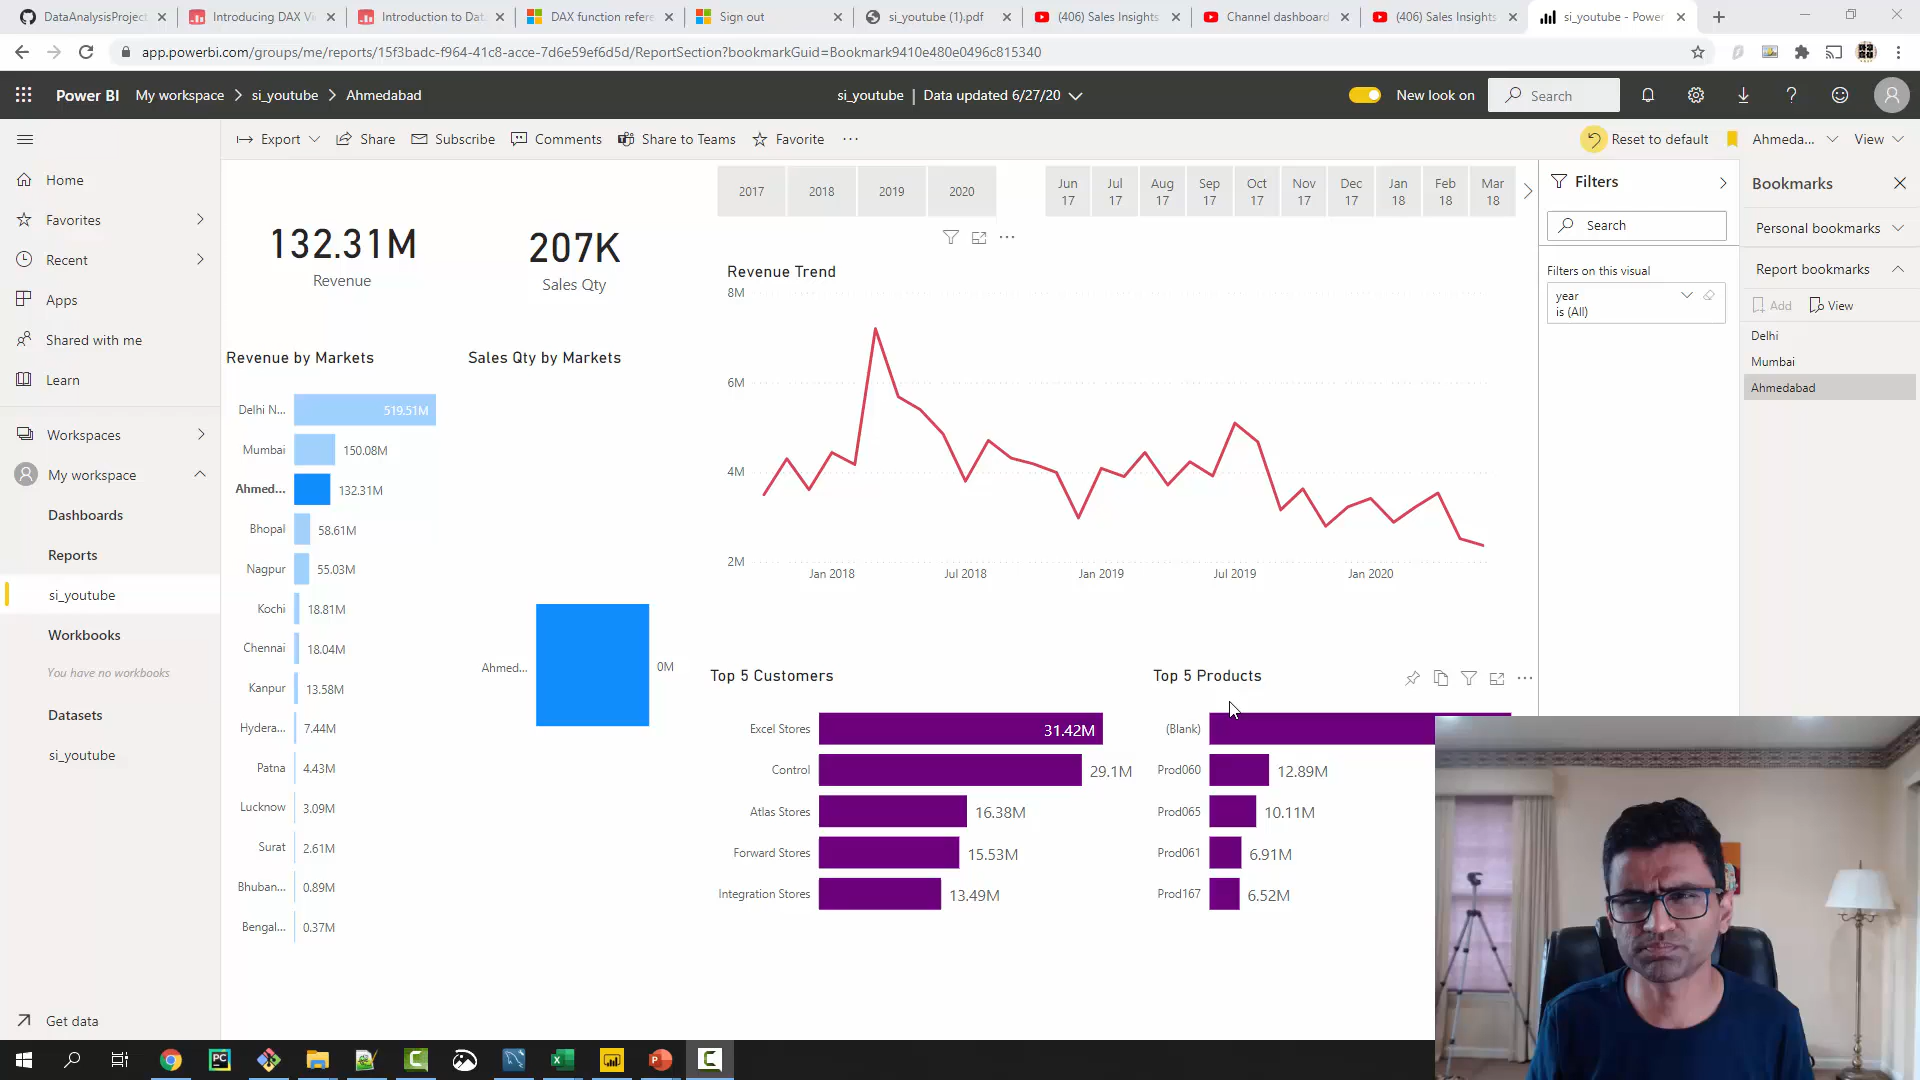 DataAnalysisProject
Introducing DAX Vi
Introduction to Data
DAX function refere
Sign out
si_youtube (1).pdf
(406) Sales Insights
Channel dashboard
(406) Sales Insights
si_youtube - Power
app.powerbi.com/groups/me/reports/15f3badc-f964-41c8-acce-7d6e59ef6d5d/ReportSection?bookmarkGuid=Bookmark9410e480e0496c815340
Power BI My workspace > si_youtube > Ahmedabad
si_youtube | Data updated 6/27/20
New look on
Search
Export
Share
Subscribe
Comments
Share to Teams
Favorite
Reset to default
Ahmeda...
View
Home
Favorites
Recent
Apps
Shared with me
Learn
Workspaces
My workspace
Dashboards
Reports
si_youtube
Workbooks
You have no workbooks
Datasets
si_youtube
Get data
132.31M
Revenue
207K
Sales Qty
2017 2018 2019 2020
Jun 17 Jul 17 Aug 17 Sep 17 Oct 17 Nov 17 Dec 17 Jan 18 Feb 18 Mar 18
Revenue by Markets
Delhi N... 519.51M
Mumbai 150.08M
Ahmed... 132.31M
Bhopal 58.61M
Nagpur 55.03M
Kochi 18.81M
Chennai 18.04M
Kanpur 13.58M
Hydera... 7.44M
Patna 4.43M
Lucknow 3.09M
Surat 2.61M
Bhuban... 0.89M
Bengal... 0.37M
Sales Qty by Markets
Ahmed... 0M
Revenue Trend
8M
6M
4M
2M
Jan 2018 Jul 2018 Jan 2019 Jul 2019 Jan 2020
Top 5 Customers
Excel Stores 31.42M
Control 29.1M
Atlas Stores 16.38M
Forward Stores 15.53M
Integration Stores 13.49M
Top 5 Products
(Blank)
Prod060 12.89M
Prod065 10.11M
Prod061 6.91M
Prod167 6.52M
Filters
Search
Filters on this visual
year
is (All)
Bookmarks
Personal bookmarks
Report bookmarks
Add View
Delhi
Mumbai
Ahmedabad